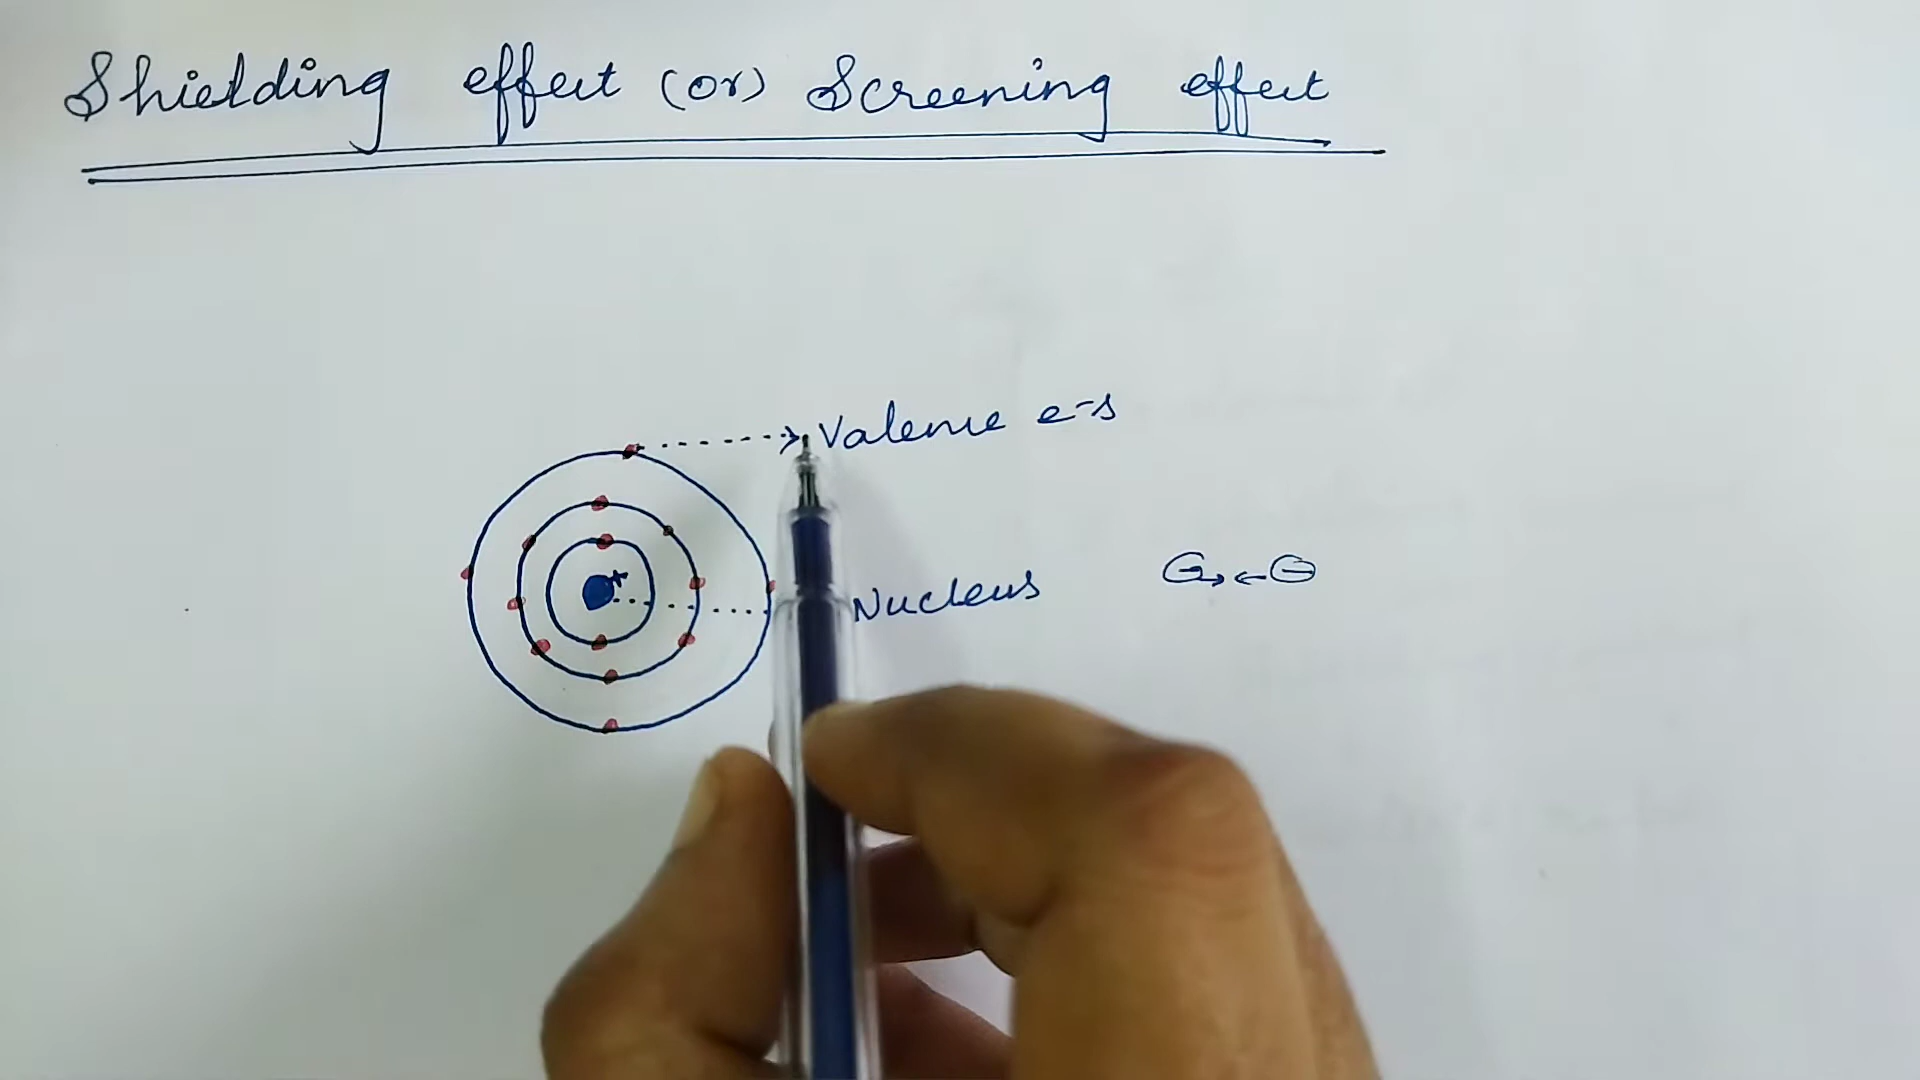 Shielding effect (or) Screening effect
Valence e-s
+
Nucleus